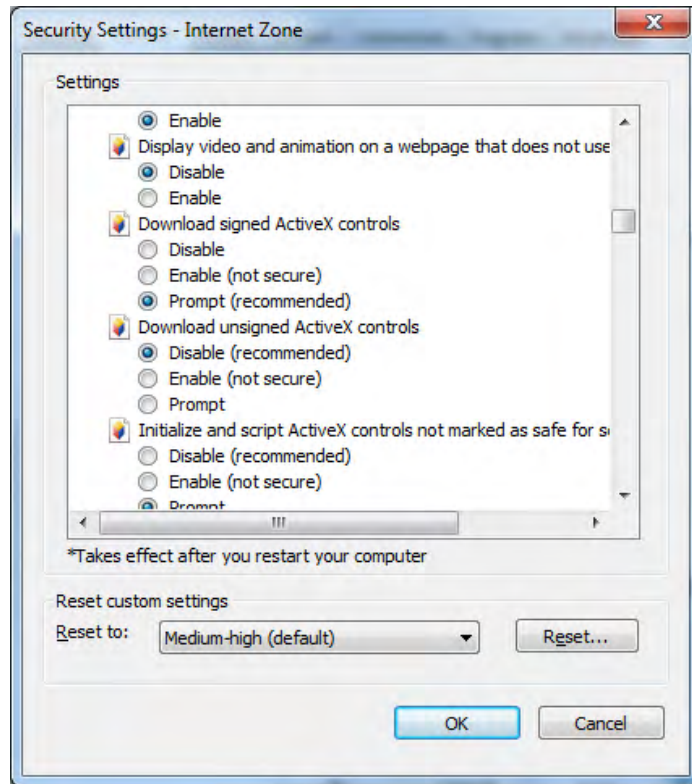 Security Settings - Internet Zone
Settings
Enable
Display video and animation on a webpage that does not use
Disable
Enable
Download signed ActiveX controls
Disable
Enable (not secure)
Prompt (recommended)
Download unsigned ActiveX controls
Disable (recommended)
Enable (not secure)
Prompt
Initialize and script ActiveX controls not marked as safe for
Disable (recommended)
Enable (not secure)
Prompt
*Takes effect after you restart your computer
Reset custom settings
Reset to: Medium-high (default) Reset...
OK Cancel